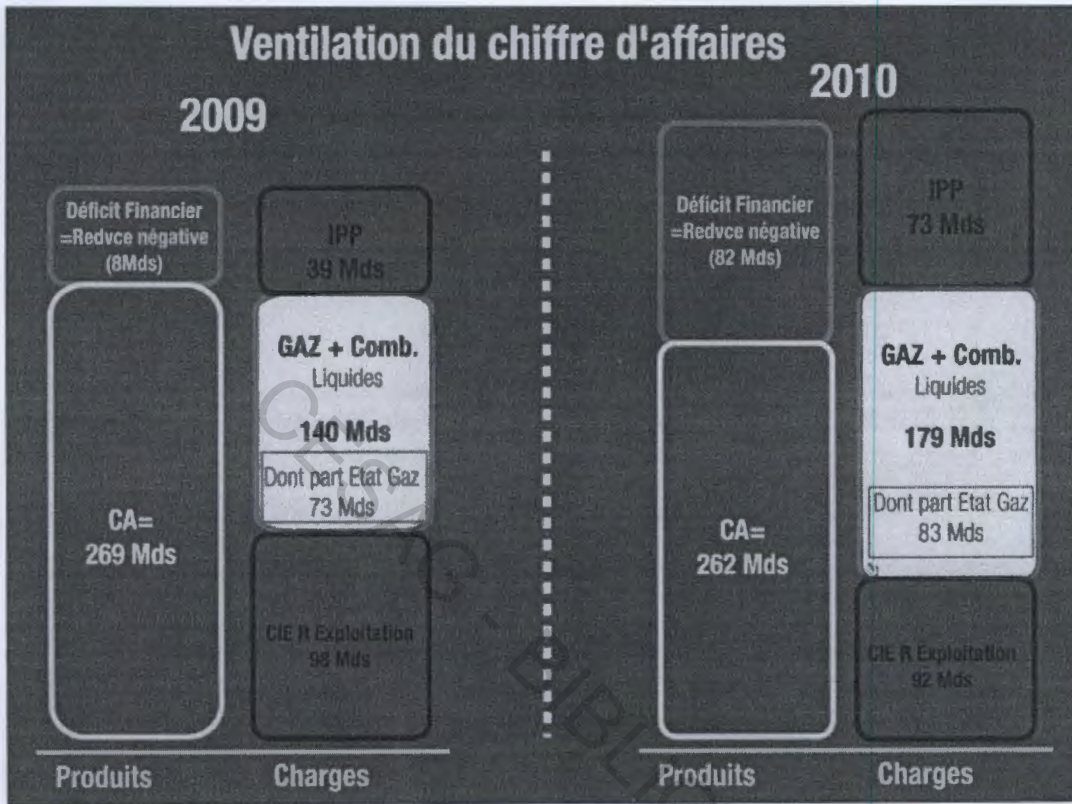 Ventilation du chiffre d'affaires
2009
Déficit Financier
=Redvce négative
(8Mds)
CA=
269 Mds
IPP
39 Mds
GAZ + Comb.
Liquides
140 Mds
Dont part Etat Gaz
73 Mds
CIE R Exploitation
98 Mds
Produits
Charges
2010
Déficit Financier
=Redvce négative
(82 Mds)
CA=
262 Mds
IPP
73 Mds
GAZ + Comb.
Liquides
179 Mds
Dont part Etat Gaz
83 Mds
CIE R Exploitation
92 Mds
Produits
Charges
CESAG - BIBL